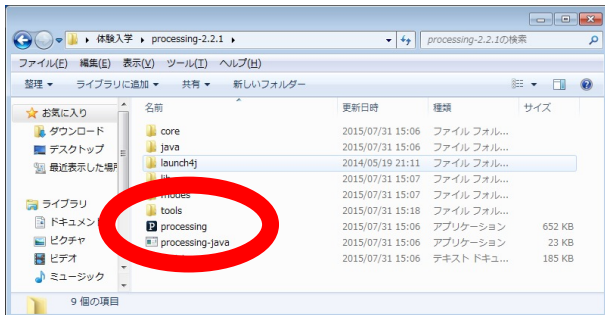 体験入学 ▸ processing-2.2.1 ▸
processing-2.2.1の検索
ファイル(F) 編集(E) 表示(V) ツール(T) ヘルプ(H)
整理 ライブラリに追加 共有 新しいフォルダー
お気に入り
ダウンロード
デスクトップ
最近表示した場所
ライブラリ
ドキュメント
ピクチャ
ビデオ
ミュージック
名前 更新日時 種類 サイズ
core 2015/07/31 15:06 ファイル フォル...
java 2015/07/31 15:06 ファイル フォル...
launch4j 2014/05/19 21:11 ファイル フォル...
2015/07/31 15:07 ファイル フォル...
modes 2015/07/31 15:07 ファイル フォル...
tools 2015/07/31 15:18 ファイル フォル...
processing 2015/07/31 15:06 アプリケーション 652 KB
processing-java 2015/07/31 15:06 アプリケーション 23 KB
2015/07/31 15:06 テキスト ドキュ... 185 KB
9 個の項目